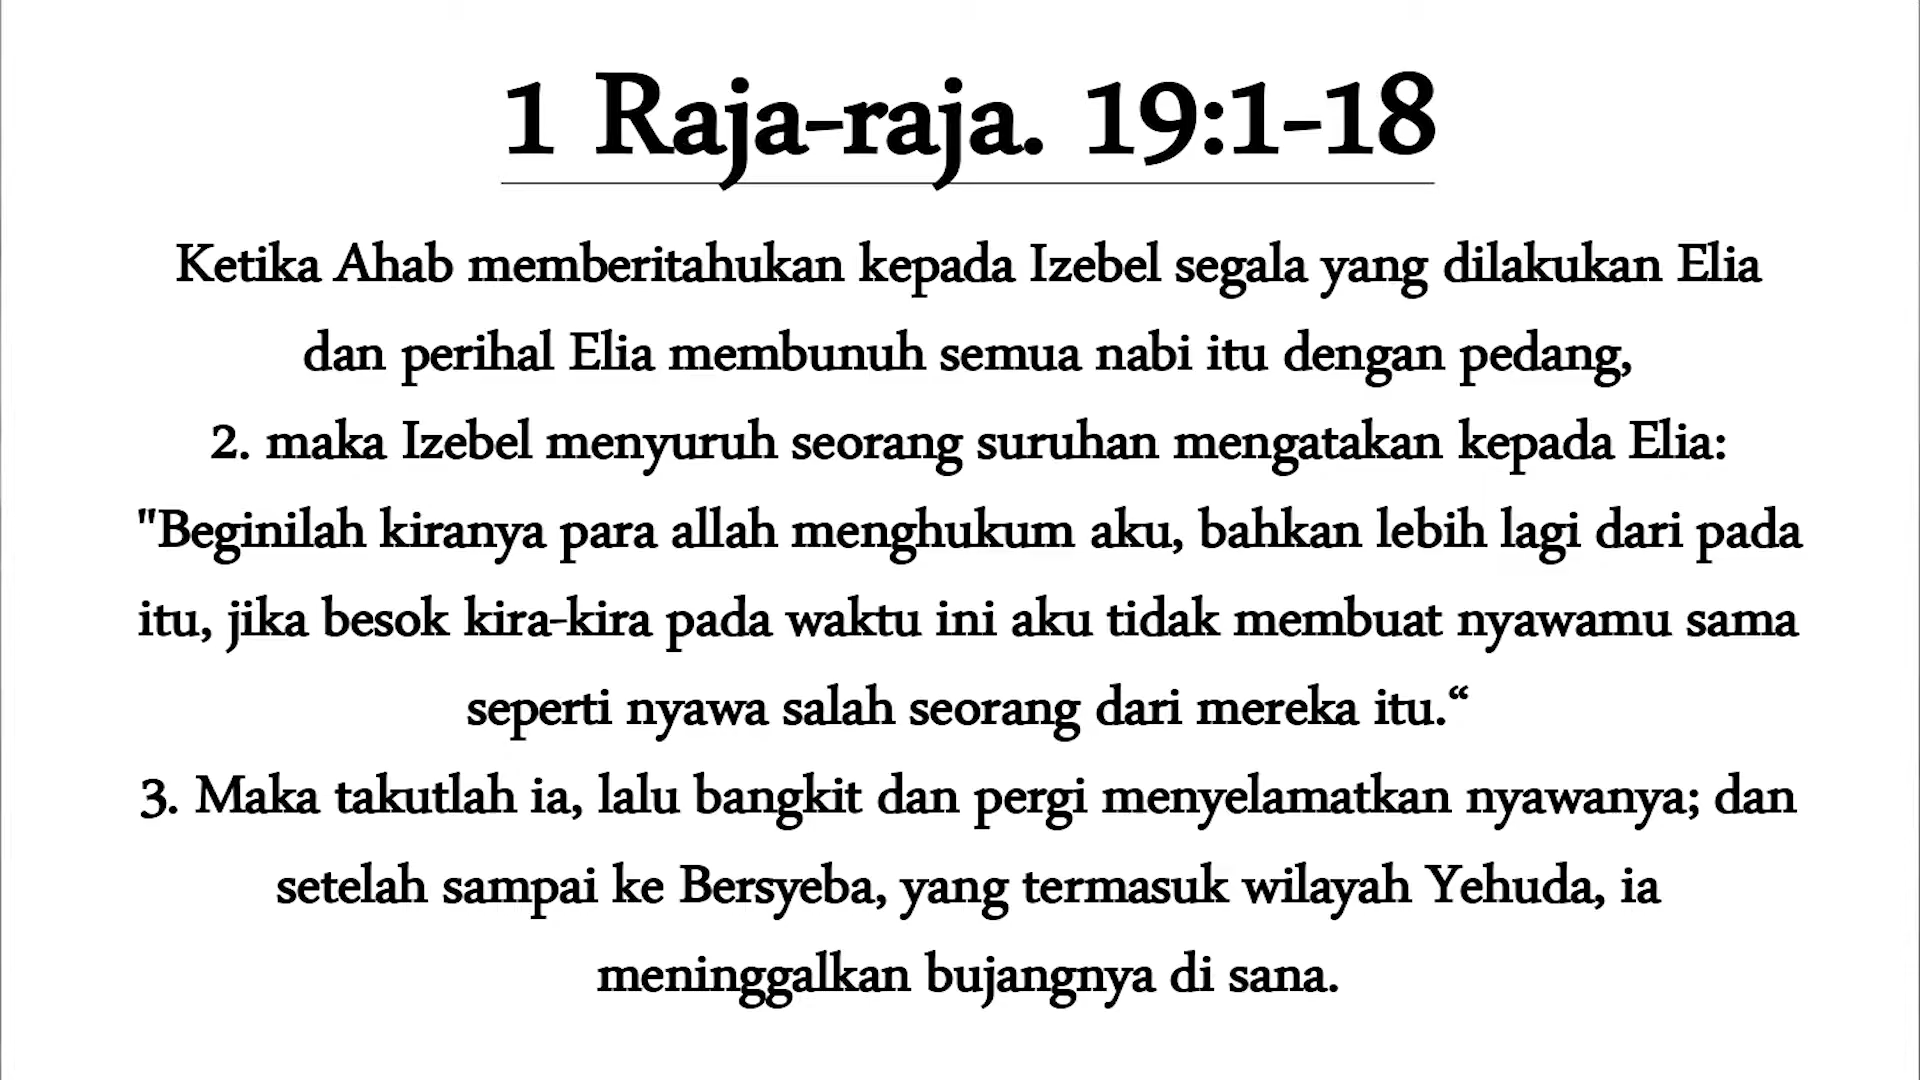 1 Raja-raja. 19:1-18
Ketika Ahab memberitahukan kepada Izebel segala yang dilakukan Elia
dan perihal Elia membunuh semua nabi itu dengan pedang,
2. maka Izebel menyuruh seorang suruhan mengatakan kepada Elia:
"Beginilah kiranya para allah menghukum aku, bahkan lebih lagi dari pada
itu, jika besok kira-kira pada waktu ini aku tidak membuat nyawamu sama
seperti nyawa salah seorang dari mereka itu.“
3. Maka takutlah ia, lalu bangkit dan pergi menyelamatkan nyawanya; dan
setelah sampai ke Bersyeba, yang termasuk wilayah Yehuda, ia
meninggalkan bujangnya di sana.